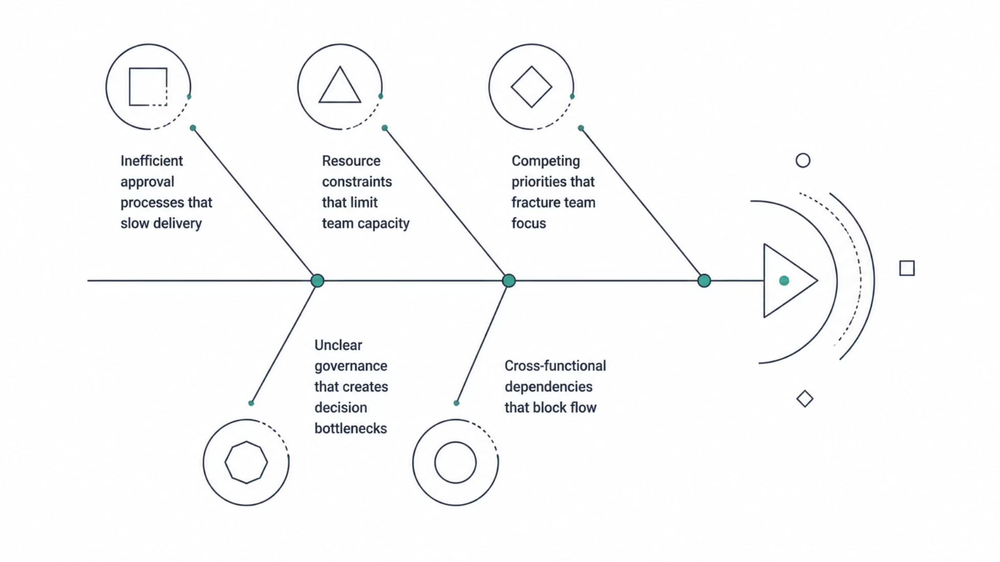 Inefficient
approval
processes that
slow delivery
Resource
constraints
that limit
team capacity
Competing
priorities that
fracture team
focus
Unclear
governance
that creates
decision
bottlenecks
Cross-functional
dependencies
that block flow